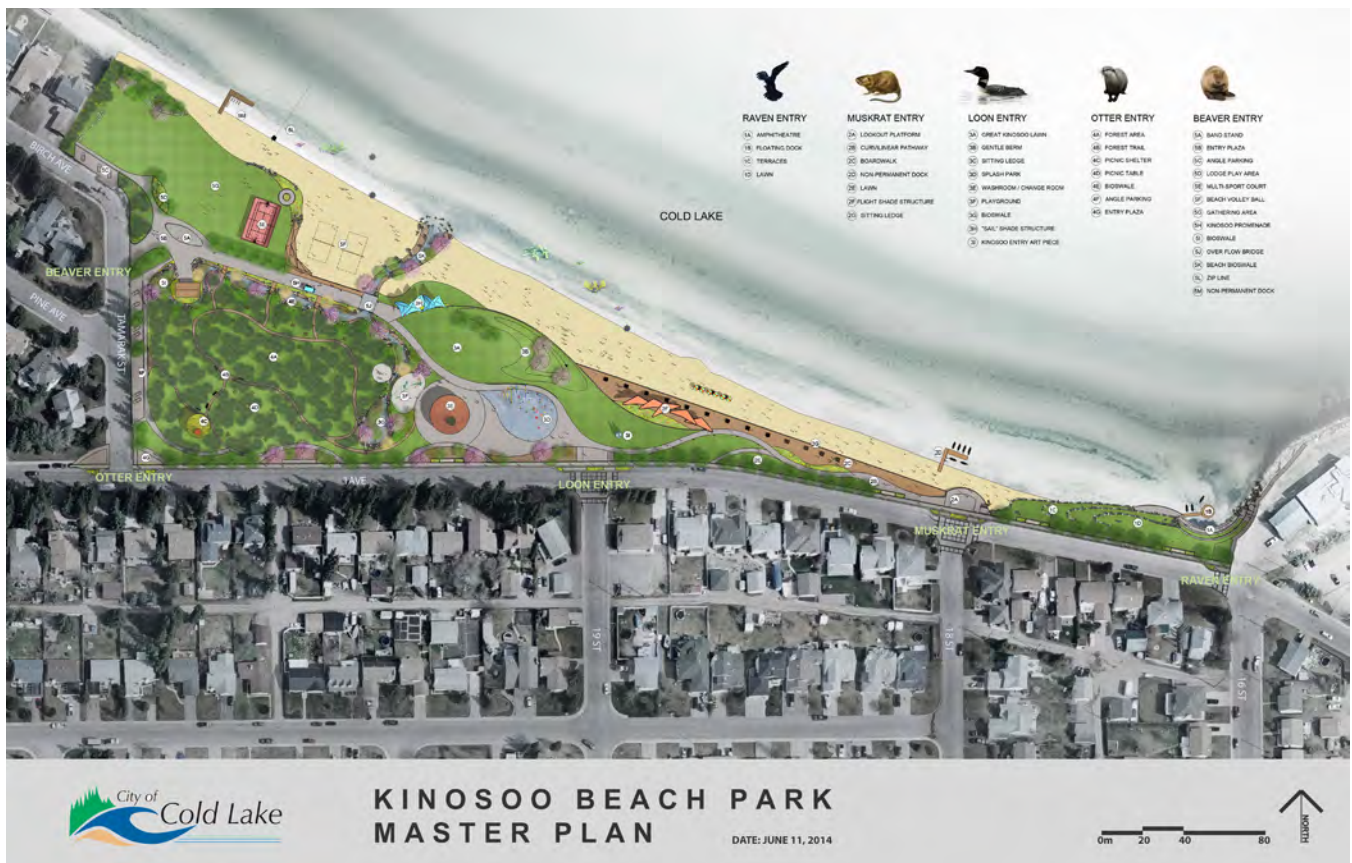 RAVEN ENTRY
1A AMPHITHEATRE
1B FLOATING DOCK
1C TERRACES
1D LAWN
MUSKRAT ENTRY
2A LOOKOUT PLATFORM
2B CURVILINEAR PATHWAY
2C BOARDWALK
2D NON-PERMANENT DOCK
2E LAWN
2F FLIGHT SHADE STRUCTURE
2G SITTING LEDGE
LOON ENTRY
3A GREAT KINOSOO LAWN
3B GENTLE BERM
3C SITTING LEDGE
3D SPLASH PARK
3E WASHROOM / CHANGE ROOM
3F PLAYGROUND
3G BIOSWALE
3H "SAIL" SHADE STRUCTURE
3I KINOSOO ENTRY ART PIECE
OTTER ENTRY
4A FOREST AREA
4B FOREST TRAIL
4C PICNIC SHELTER
4D PICNIC TABLE
4E BIOSWALE
4F ANGLE PARKING
4G ENTRY PLAZA
BEAVER ENTRY
5A BAND STAND
5B ENTRY PLAZA
5C ANGLE PARKING
5D LODGE PLAY AREA
5E MULTI-SPORT COURT
5F BEACH VOLLEY BALL
5G GATHERING AREA
5H KINOSOO PROMENADE
5I BIOSWALE
5J OVER FLOW BRIDGE
5K BEACH BIOSWALE
5L ZIP LINE
5M NON-PERMANENT DOCK
COLD LAKE
BIRCH AVE
BEAVER ENTRY
PINE AVE
TAMARAK ST
OTTER ENTRY
1 AVE
LOON ENTRY
MUSKRAT ENTRY
RAVEN ENTRY
19 ST
18 ST
16 ST
City of
Cold Lake
KINOSOO BEACH PARK
MASTER PLAN
DATE: JUNE 11, 2014
0m 20 40 80
NORTH